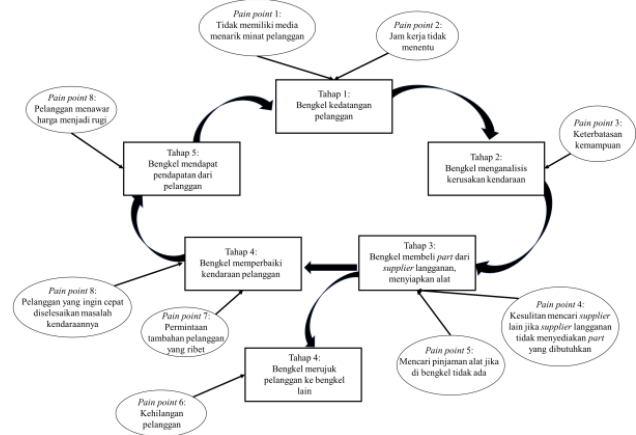 Pain point 1:
Tidak memiliki media
menarik minat pelanggan
Pain point 2:
Jam kerja tidak
menentu
Tahap 1:
Bengkel kedatangan
pelanggan
Pain point 8:
Pelanggan menawar
harga menjadi rugi
Pain point 3:
Keterbatasan
kemampuan
Tahap 5:
Bengkel mendapat
pendapatan dari
pelanggan
Tahap 2:
Bengkel menganalisis
kerusakan kendaraan
Tahap 4:
Bengkel memperbaiki
kendaraan pelanggan
Tahap 3:
Bengkel membeli part dari
supplier langganan,
menyiapkan alat
Pain point 8:
Pelanggan yang ingin cepat
diselesaikan masalah
kendaraannya
Pain point 7:
Permintaan
tambahan pelanggan
yang ribet
Pain point 4:
Kesulitan mencari supplier
lain jika supplier langganan
tidak menyediakan part
yang dibutuhkan
Pain point 5:
Mencari pinjaman alat jika
di bengkel tidak ada
Tahap 4:
Bengkel merujuk
pelanggan ke bengkel
lain
Pain point 6:
Kehilangan
pelanggan